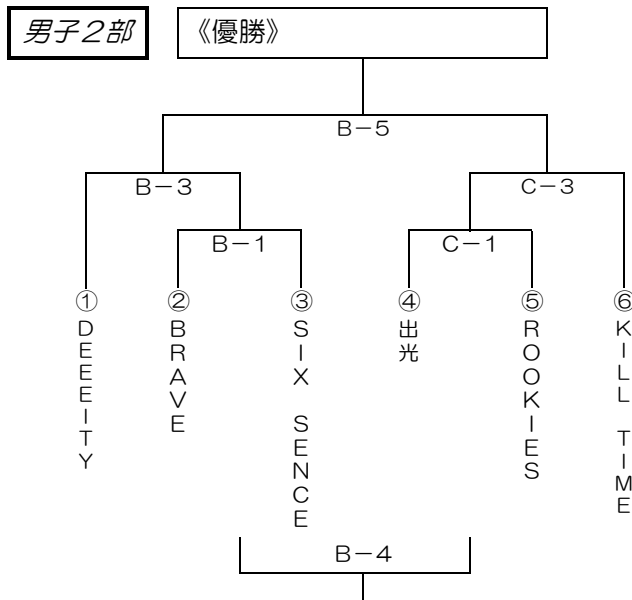 男子2部
《優勝》
B-5
B-3
C-3
B-1
C-1
①
DEEEITY
②
BRAVE
③
SIX SENCE
④
出光
⑤
ROOKIES
⑥
KILL TIME
B-4